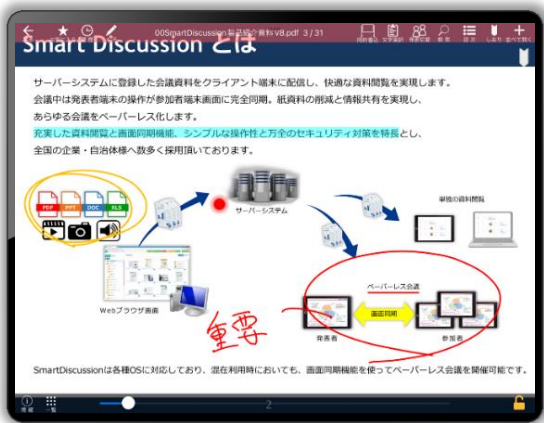 00SmartDiscussion製品紹介資料V8.pdf 3 / 31
Smart Discussion とは
サーバーシステムに登録した会議資料をクライアント端末に配信し、快適な資料閲覧を実現します。
会議中は発表者端末の操作が参加者端末画面に完全同期。紙資料の削減と情報共有を実現し、
あらゆる会議をペーパーレス化します。
充実した資料閲覧と画面同期機能、シンプルな操作性と万全のセキュリティ対策を特長とし、
全国の企業・自治体様へ数多く採用頂いております。
PDF PPT DOC XLS
サーバーシステム
単独の資料閲覧
Webブラウザ画面
ペーパーレス会議
画面同期
発表者
参加者
重要
SmartDiscussionは各種OSに対応しており、混在利用時においても、画面同期機能を使ってペーパーレス会議を開催可能です。
一覧
2